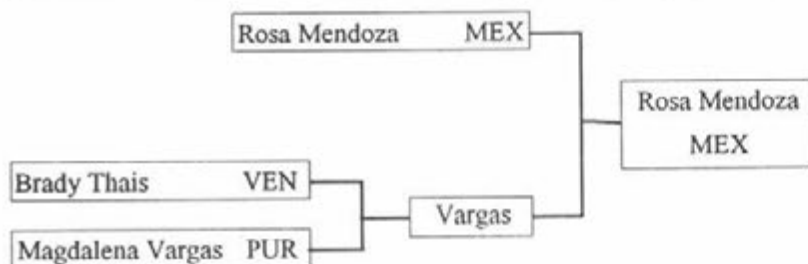 Rosa Mendoza MEX
Rosa Mendoza
MEX
Brady Thais VEN
Vargas
Magdalena Vargas PUR